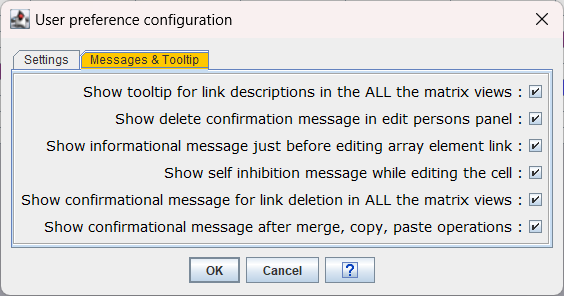 User preference configuration
Settings
Messages & Tooltip
Show tooltip for link descriptions in the ALL the matrix views :
Show delete confirmation message in edit persons panel :
Show informational message just before editing array element link :
Show self inhibition message while editing the cell :
Show confirmational message for link deletion in ALL the matrix views :
Show confirmational message after merge, copy, paste operations :
OK
Cancel
?